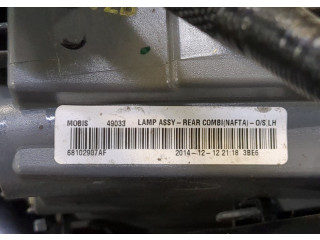 MOBIS 49033 LAMP ASSY-REAR COMBI(NAFTA)-O/S,LH
68102907AF 2014-12-12 21:18 3BE6